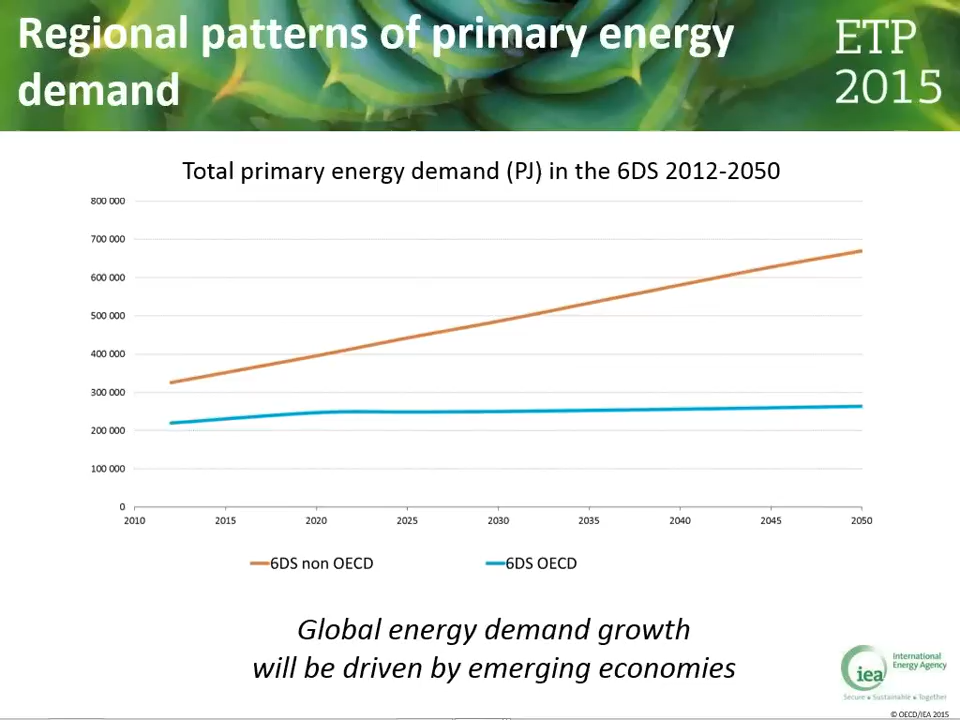 Regional patterns of primary energy
demand
ETP
2015
Total primary energy demand (PJ) in the 6DS 2012-2050
800 000
700 000
600 000
500 000
400 000
300 000
200 000
100 000
0
2010 2015 2020 2025 2030 2035 2040 2045 2050
6DS non OECD 6DS OECD
Global energy demand growth
will be driven by emerging economies
iea
International
Energy Agency
Secure • Sustainable • Together
© OECD/IEA 2015